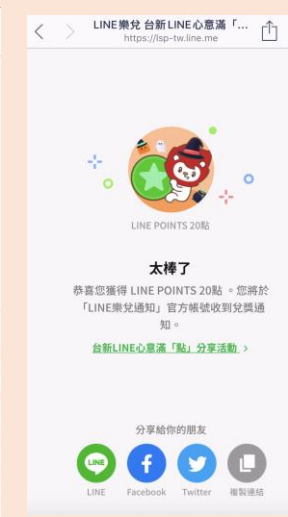 LINE樂兌 台新LINE心意滿「...
https://lsp-tw.line.me
LINE POINTS 20點
太棒了
恭喜您獲得 LINE POINTS 20點 。您將於
「LINE樂兌通知」官方帳號收到兌獎通
知。
台新LINE心意滿「點」分享活動 >
分享給你的朋友
LINE
LINE Facebook Twitter 複製連結